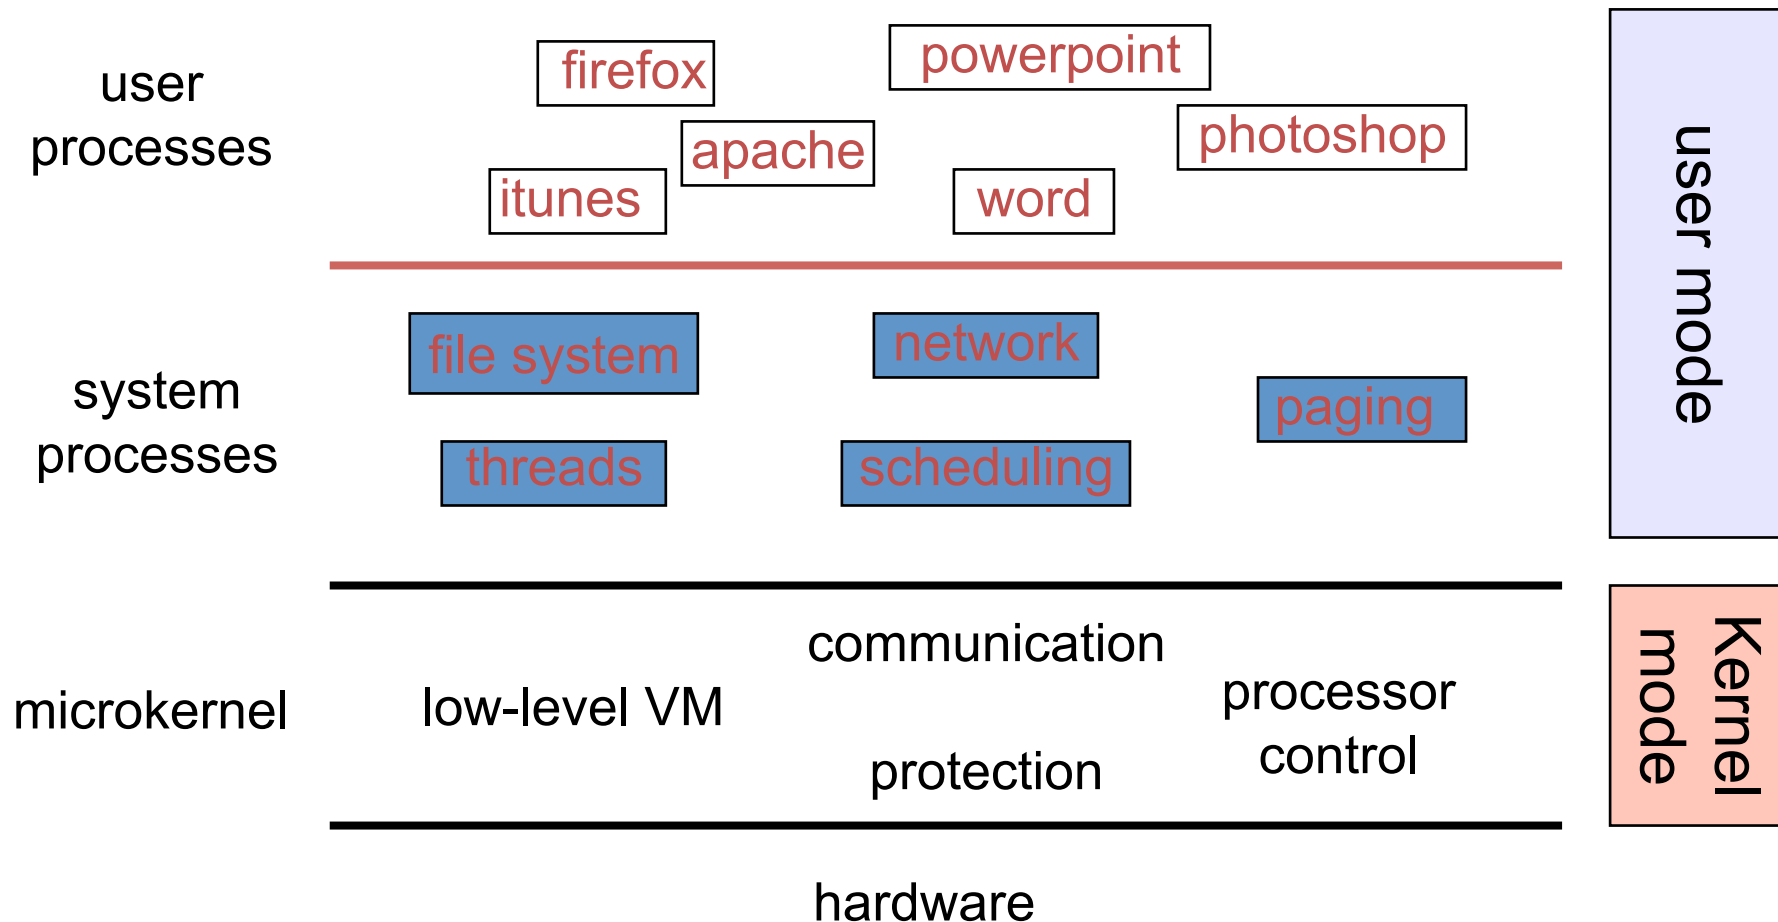 user
processes
firefox
powerpoint
apache
photoshop
itunes
word
user mode
system
processes
file system
network
paging
threads
scheduling
microkernel
communication
low-level VM
processor
control
protection
Kernel
mode
hardware